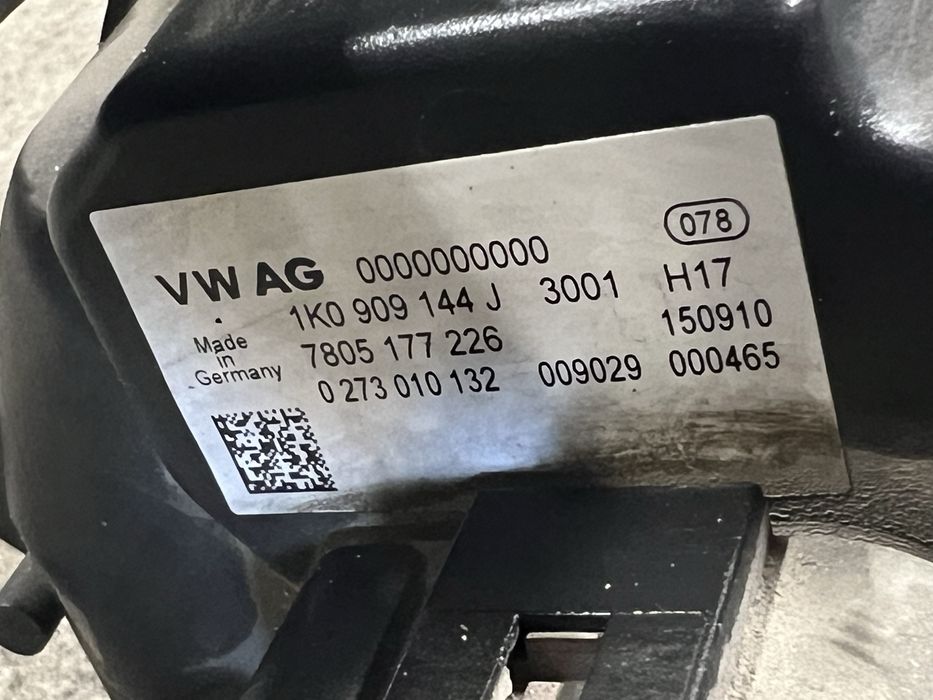 078
VW AG 0000000000
1K0 909 144 J 3001 H17
Made in Germany
7805 177 226 150910
0 273 010 132 009029 000465